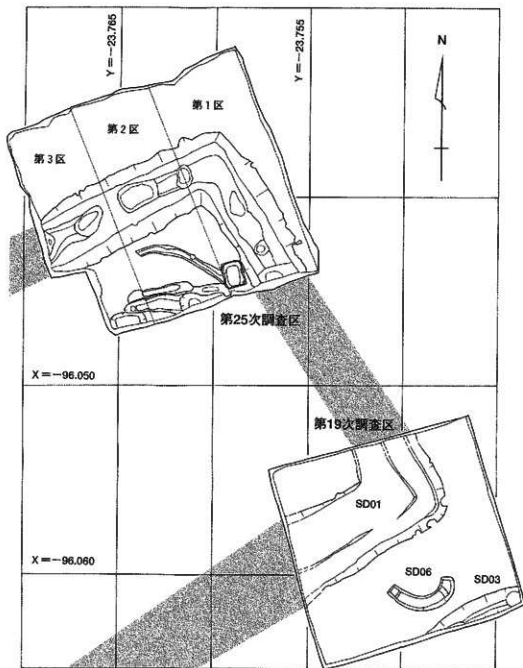 Y=−23.765
Y=−23.755
N
第1区
第2区
第3区
第25次調査区
X=−96.050
第19次調査区
SD01
X=−96.060
SD06
SD03